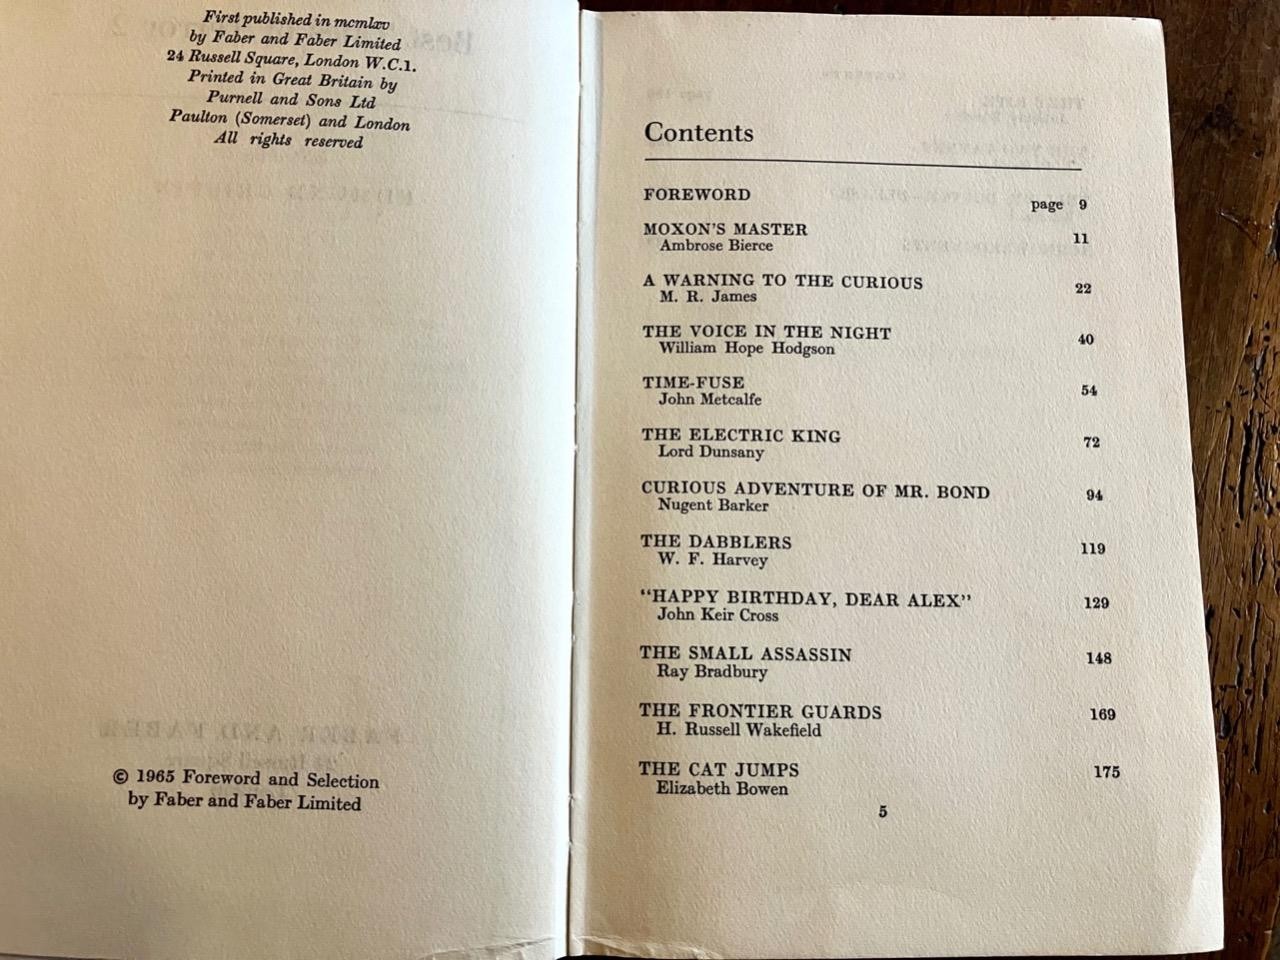 First published in mcmlxv
by Faber and Faber Limited
24 Russell Square, London W.C.1.
Printed in Great Britain by
Purnell and Sons Ltd
Paulton (Somerset) and London
All rights reserved
© 1965 Foreword and Selection
by Faber and Faber Limited
Contents
FOREWORD page 9
MOXON'S MASTER 11
Ambrose Bierce
A WARNING TO THE CURIOUS 22
M. R. James
THE VOICE IN THE NIGHT 40
William Hope Hodgson
TIME-FUSE 54
John Metcalfe
THE ELECTRIC KING 72
Lord Dunsany
CURIOUS ADVENTURE OF MR. BOND 94
Nugent Barker
THE DABBLERS 119
W. F. Harvey
"HAPPY BIRTHDAY, DEAR ALEX" 129
John Keir Cross
THE SMALL ASSASSIN 148
Ray Bradbury
THE FRONTIER GUARDS 169
H. Russell Wakefield
THE CAT JUMPS 175
Elizabeth Bowen
5